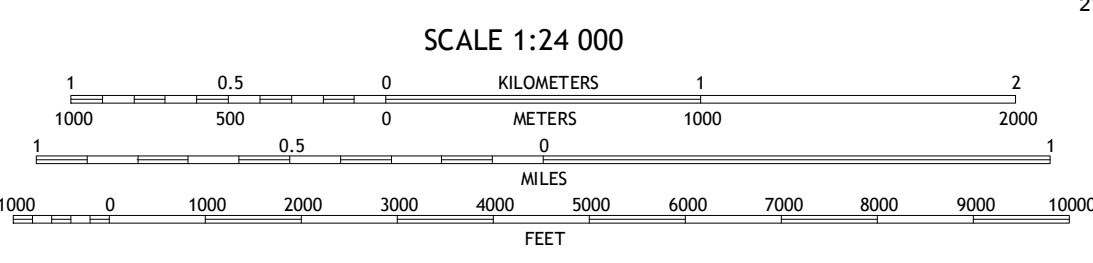 SCALE 1:24 000
1 0.5 0 KILOMETERS 1 2
1000 500 0 METERS 1000 2000
1 0.5 0 1
MILES
1000 0 1000 2000 3000 4000 5000 6000 7000 8000 9000 10000
FEET